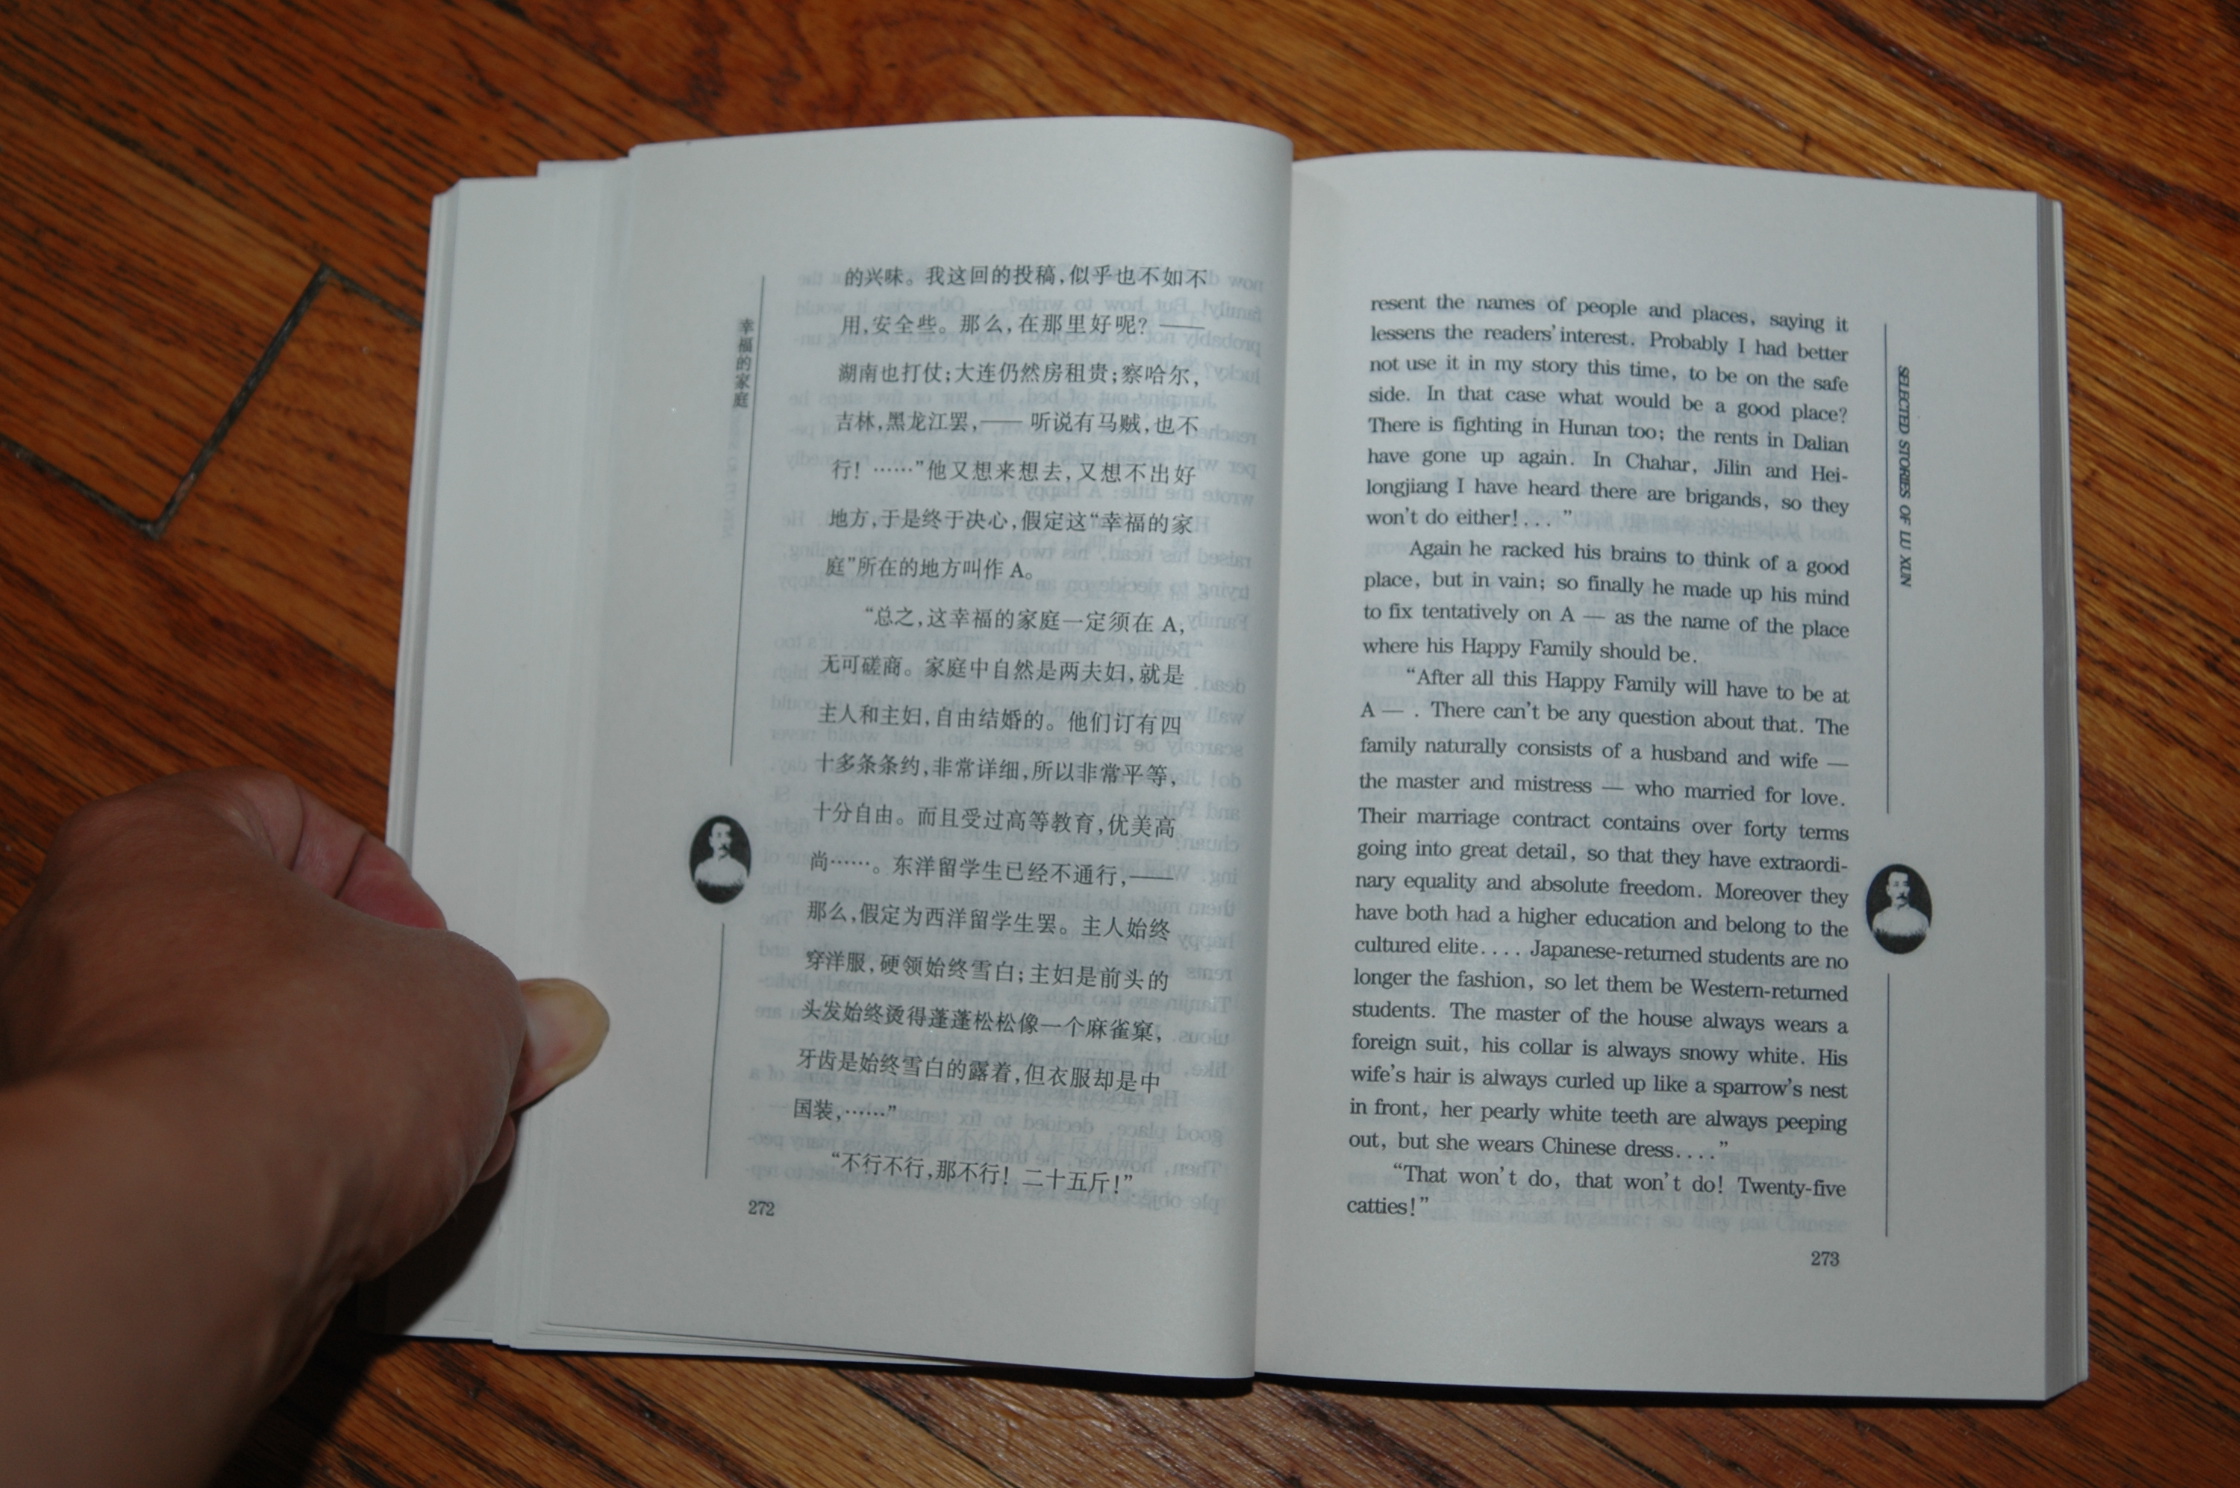 幸福的家庭
的兴味。我这回的投稿,似乎也不如不
用,安全些。那么,在那里好呢? ——
湖南也打仗;大连仍然房租贵;察哈尔,
吉林,黑龙江罢,—— 听说有马贼,也不
行! ……”他又想来想去,又想不出好
地方,于是终于决心,假定这“幸福的家
庭”所在的地方叫作 A。
“总之,这幸福的家庭一定须在 A,
无可磋商。家庭中自然是两夫妇,就是
主人和主妇,自由结婚的。他们订有四
十多条条约,非常详细,所以非常平等,
十分自由。而且受过高等教育,优美高
尚……。东洋留学生已经不通行,——
那么,假定为西洋留学生罢。主人始终
穿洋服,硬领始终雪白;主妇是前头的
头发始终烫得蓬蓬松松像一个麻雀窠,
牙齿是始终雪白的露着,但衣服却是中
国装,……”
“不行不行,那不行! 二十五斤!”
272
resent the names of people and places, saying it
lessens the readers' interest. Probably I had better
not use it in my story this time, to be on the safe
side. In that case what would be a good place?
There is fighting in Hunan too; the rents in Dalian
have gone up again. In Chahar, Jilin and Hei-
longjiang I have heard there are brigands, so they
won't do either!...”
Again he racked his brains to think of a good
place, but in vain; so finally he made up his mind
to fix tentatively on A — as the name of the place
where his Happy Family should be.
“After all this Happy Family will have to be at
A — . There can't be any question about that. The
family naturally consists of a husband and wife —
the master and mistress — who married for love.
Their marriage contract contains over forty terms
going into great detail, so that they have extraordi-
nary equality and absolute freedom. Moreover they
have both had a higher education and belong to the
cultured elite.... Japanese-returned students are no
longer the fashion, so let them be Western-returned
students. The master of the house always wears a
foreign suit, his collar is always snowy white. His
wife's hair is always curled up like a sparrow's nest
in front, her pearly white teeth are always peeping
out, but she wears Chinese dress....”
“That won't do, that won't do! Twenty-five
catties!”
273
SELECTED STORIES OF LU XUN